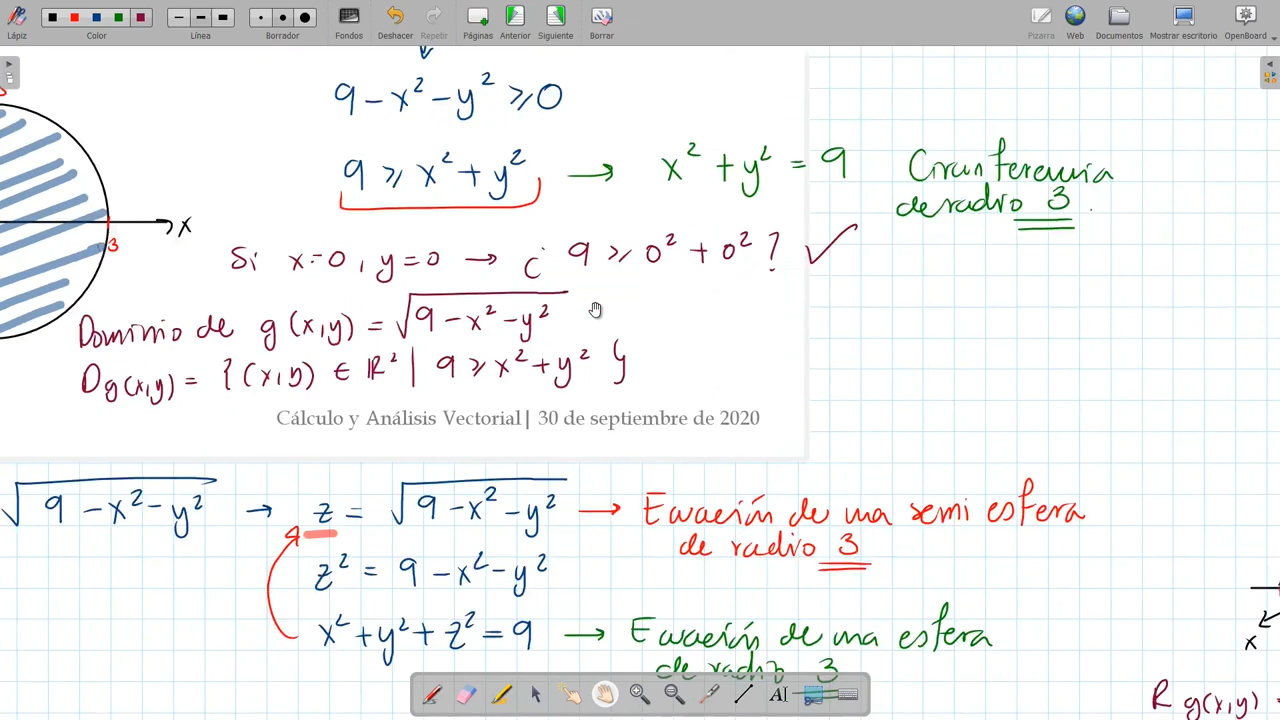 Lápiz Color Línea Borrador Fondos Deshacer Repetir Páginas Anterior Siguiente Borrar Pizarra Web Documentos Mostrar escritorio OpenBoard
9 - x² - y² ≥ 0
9 ≥ x² + y² → x² + y² = 9 Circunferencia
de radio 3
x
3
Si x=0, y=0 → ¿ 9 ≥ 0² + 0² ? ✓
Dominio de g(x,y) = √(9 - x² - y²)
Dg(x,y) = {(x,y) ∈ ℝ² | 9 ≥ x² + y² }
Cálculo y Análisis Vectorial| 30 de septiembre de 2020
√(9 - x² - y²) → z = √(9 - x² - y²) → Ecuación de una semi esfera
de radio 3
z² = 9 - x² - y²
x² + y² + z² = 9 → Ecuación de una esfera
de radio 3
x
R g(x,y)